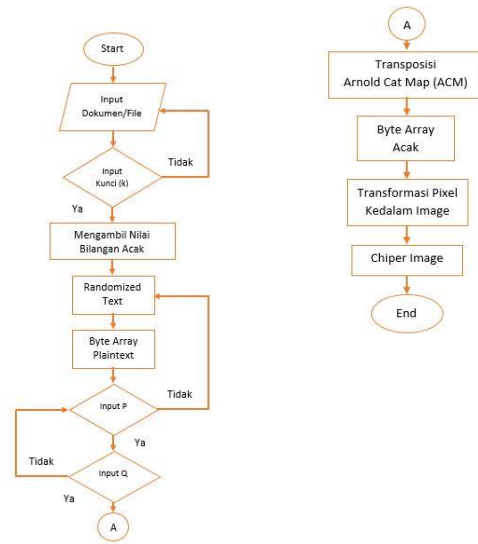 Start
Input
Dokumen/File
Tidak
Input
Kunci (k)
Ya
Mengambil Nilai
Bilangan Acak
Randomized
Text
Byte Array
Plaintext
Tidak
Input P
Ya
Tidak
Input Q
Ya
A
A
Transposisi
Arnold Cat Map (ACM)
Byte Array
Acak
Transformasi Pixel
Kedalam Image
Chiper Image
End